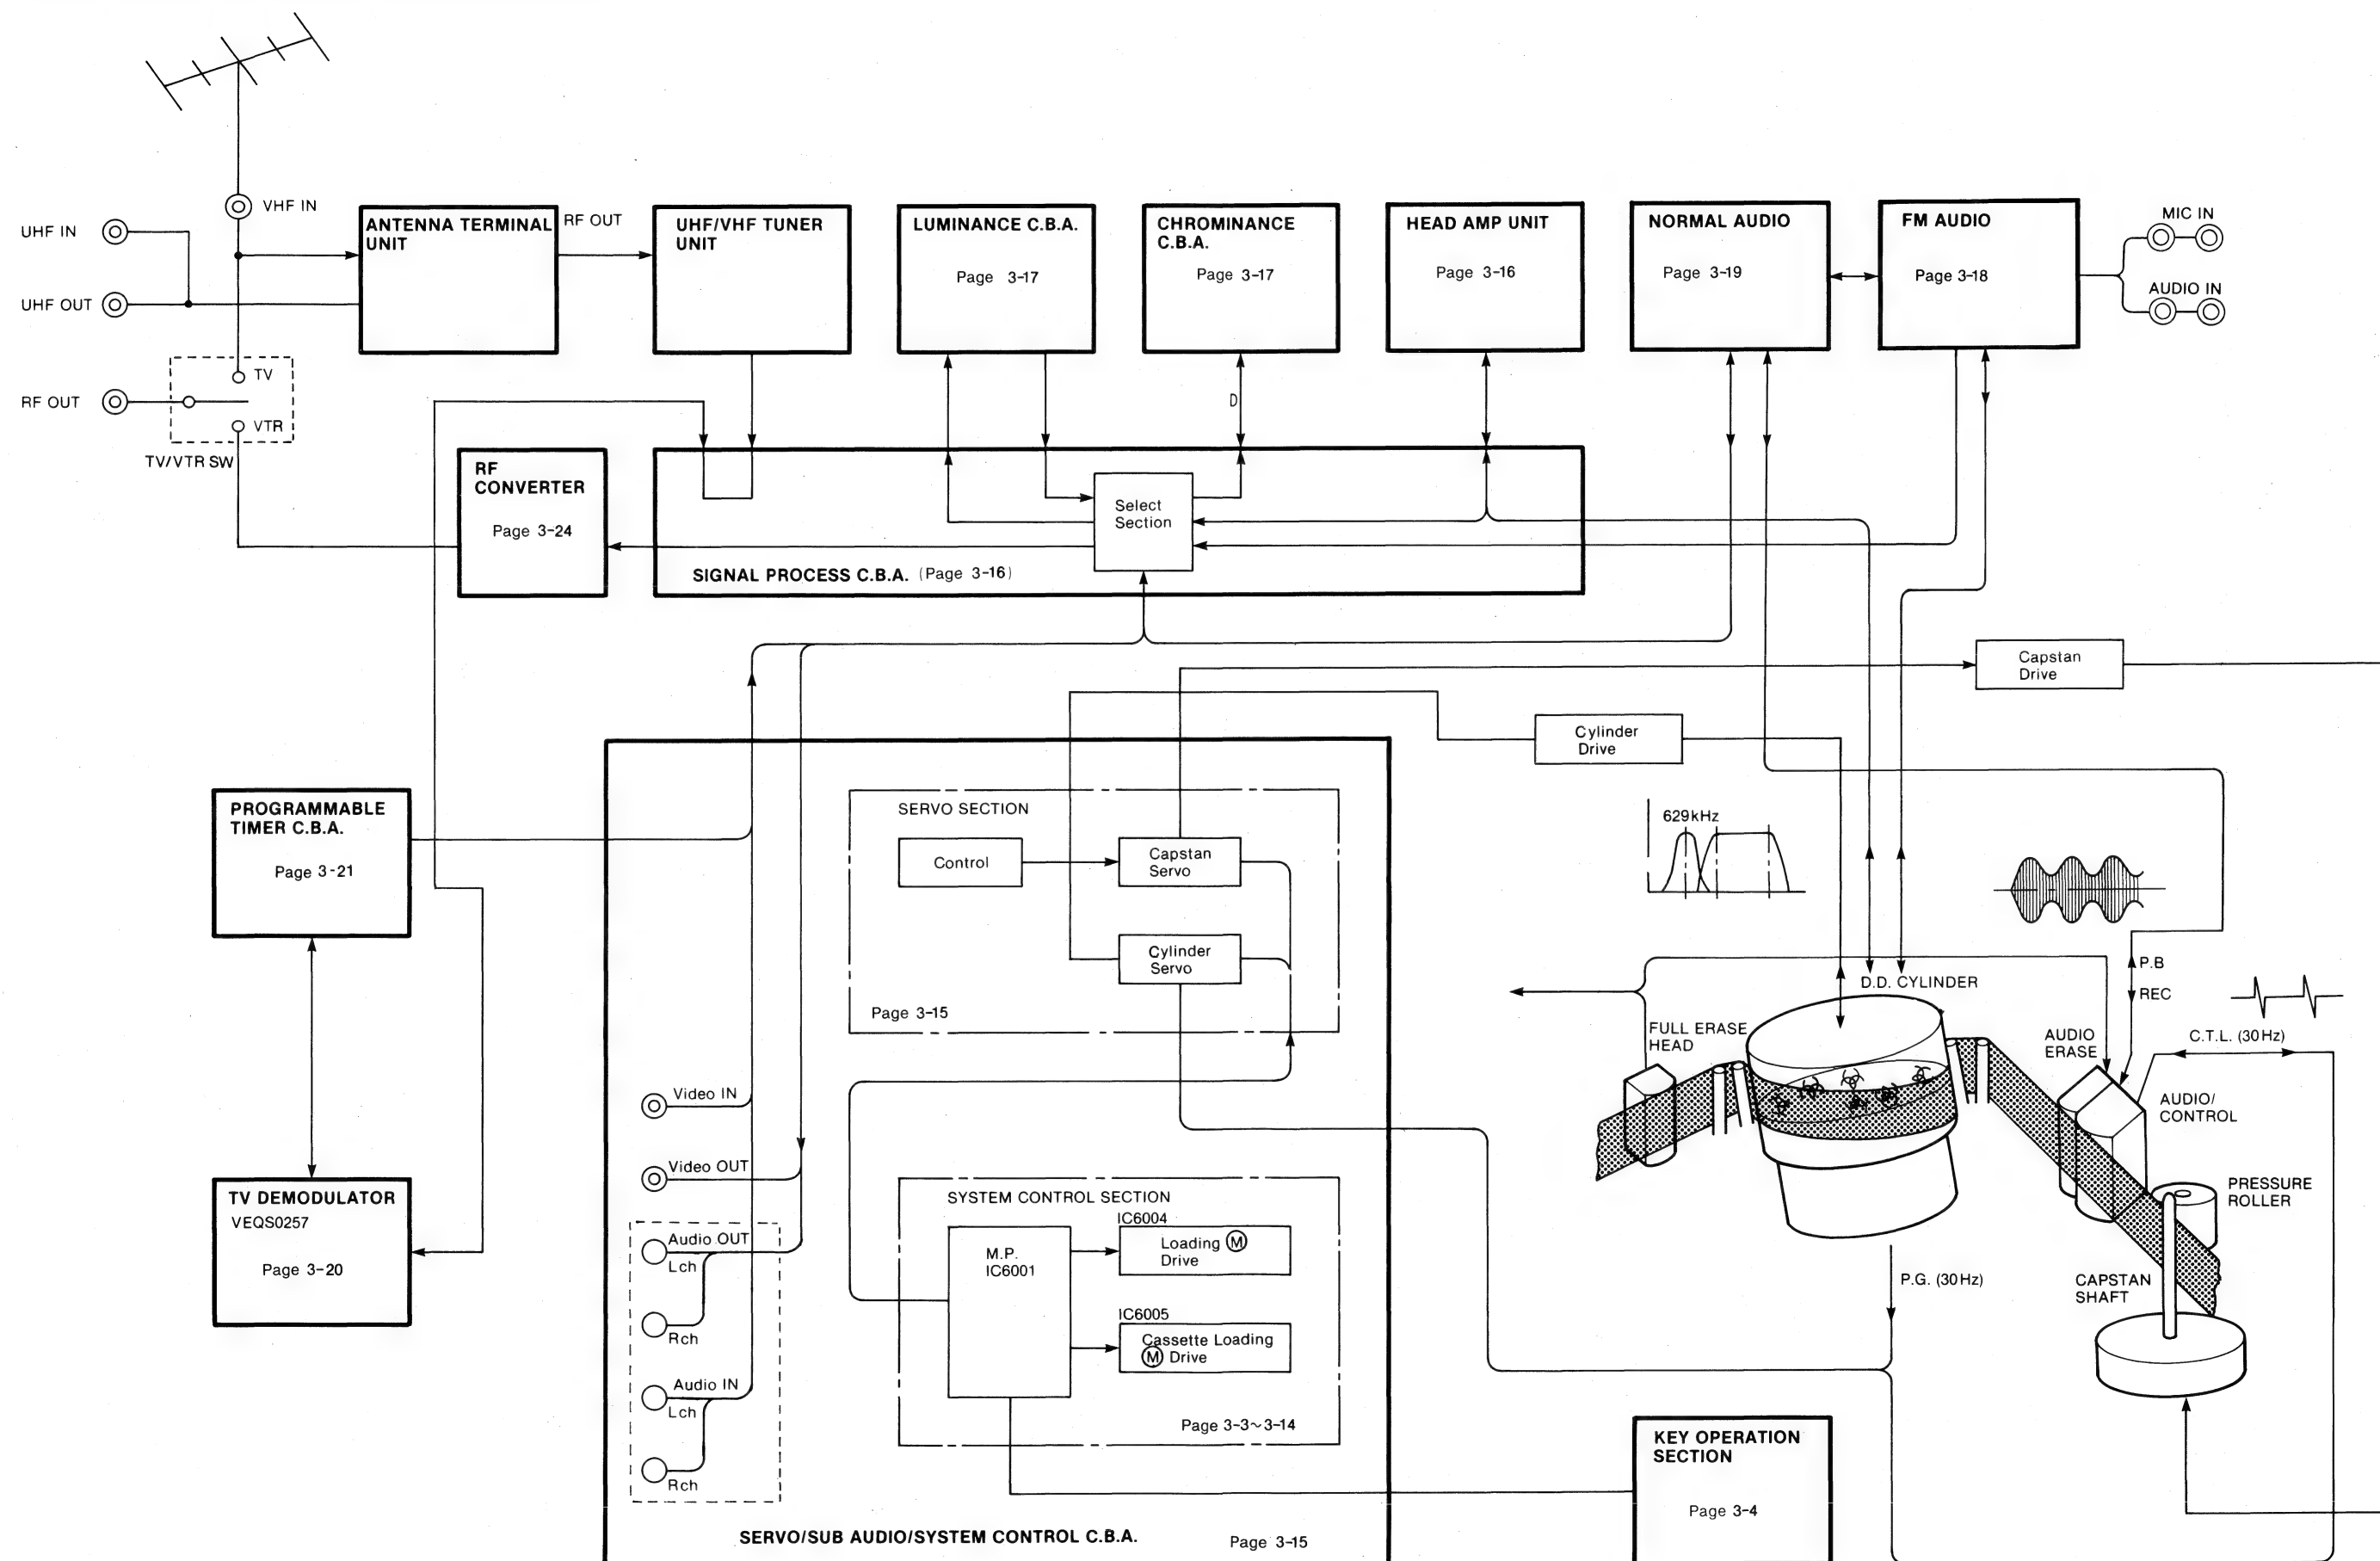 VHF IN
UHF IN
UHF OUT
RF OUT
TV
VTR
TV/VTR SW
ANTENNA TERMINAL
UNIT
RF OUT
UHF/VHF TUNER
UNIT
LUMINANCE C.B.A.
Page 3-17
CHROMINANCE
C.B.A.
Page 3-17
HEAD AMP UNIT
Page 3-16
NORMAL AUDIO
Page 3-19
FM AUDIO
Page 3-18
MIC IN
AUDIO IN
D
RF
CONVERTER
Page 3-24
Select
Section
SIGNAL PROCESS C.B.A. (Page 3-16)
Capstan
Drive
Cylinder
Drive
PROGRAMMABLE
TIMER C.B.A.
Page 3-21
SERVO SECTION
Control
Capstan
Servo
Cylinder
Servo
Page 3-15
629kHz
P.B
REC
D.D. CYLINDER
FULL ERASE
HEAD
AUDIO
ERASE
C.T.L. (30Hz)
AUDIO/
CONTROL
PRESSURE
ROLLER
CAPSTAN
SHAFT
P.G. (30Hz)
Video IN
Video OUT
Audio OUT
Lch
Rch
Audio IN
Lch
Rch
TV DEMODULATOR
VEQS0257
Page 3-20
SYSTEM CONTROL SECTION
M.P.
IC6001
IC6004
Loading M
Drive
IC6005
Cassette Loading
M Drive
Page 3-3~3-14
KEY OPERATION
SECTION
Page 3-4
SERVO/SUB AUDIO/SYSTEM CONTROL C.B.A. Page 3-15